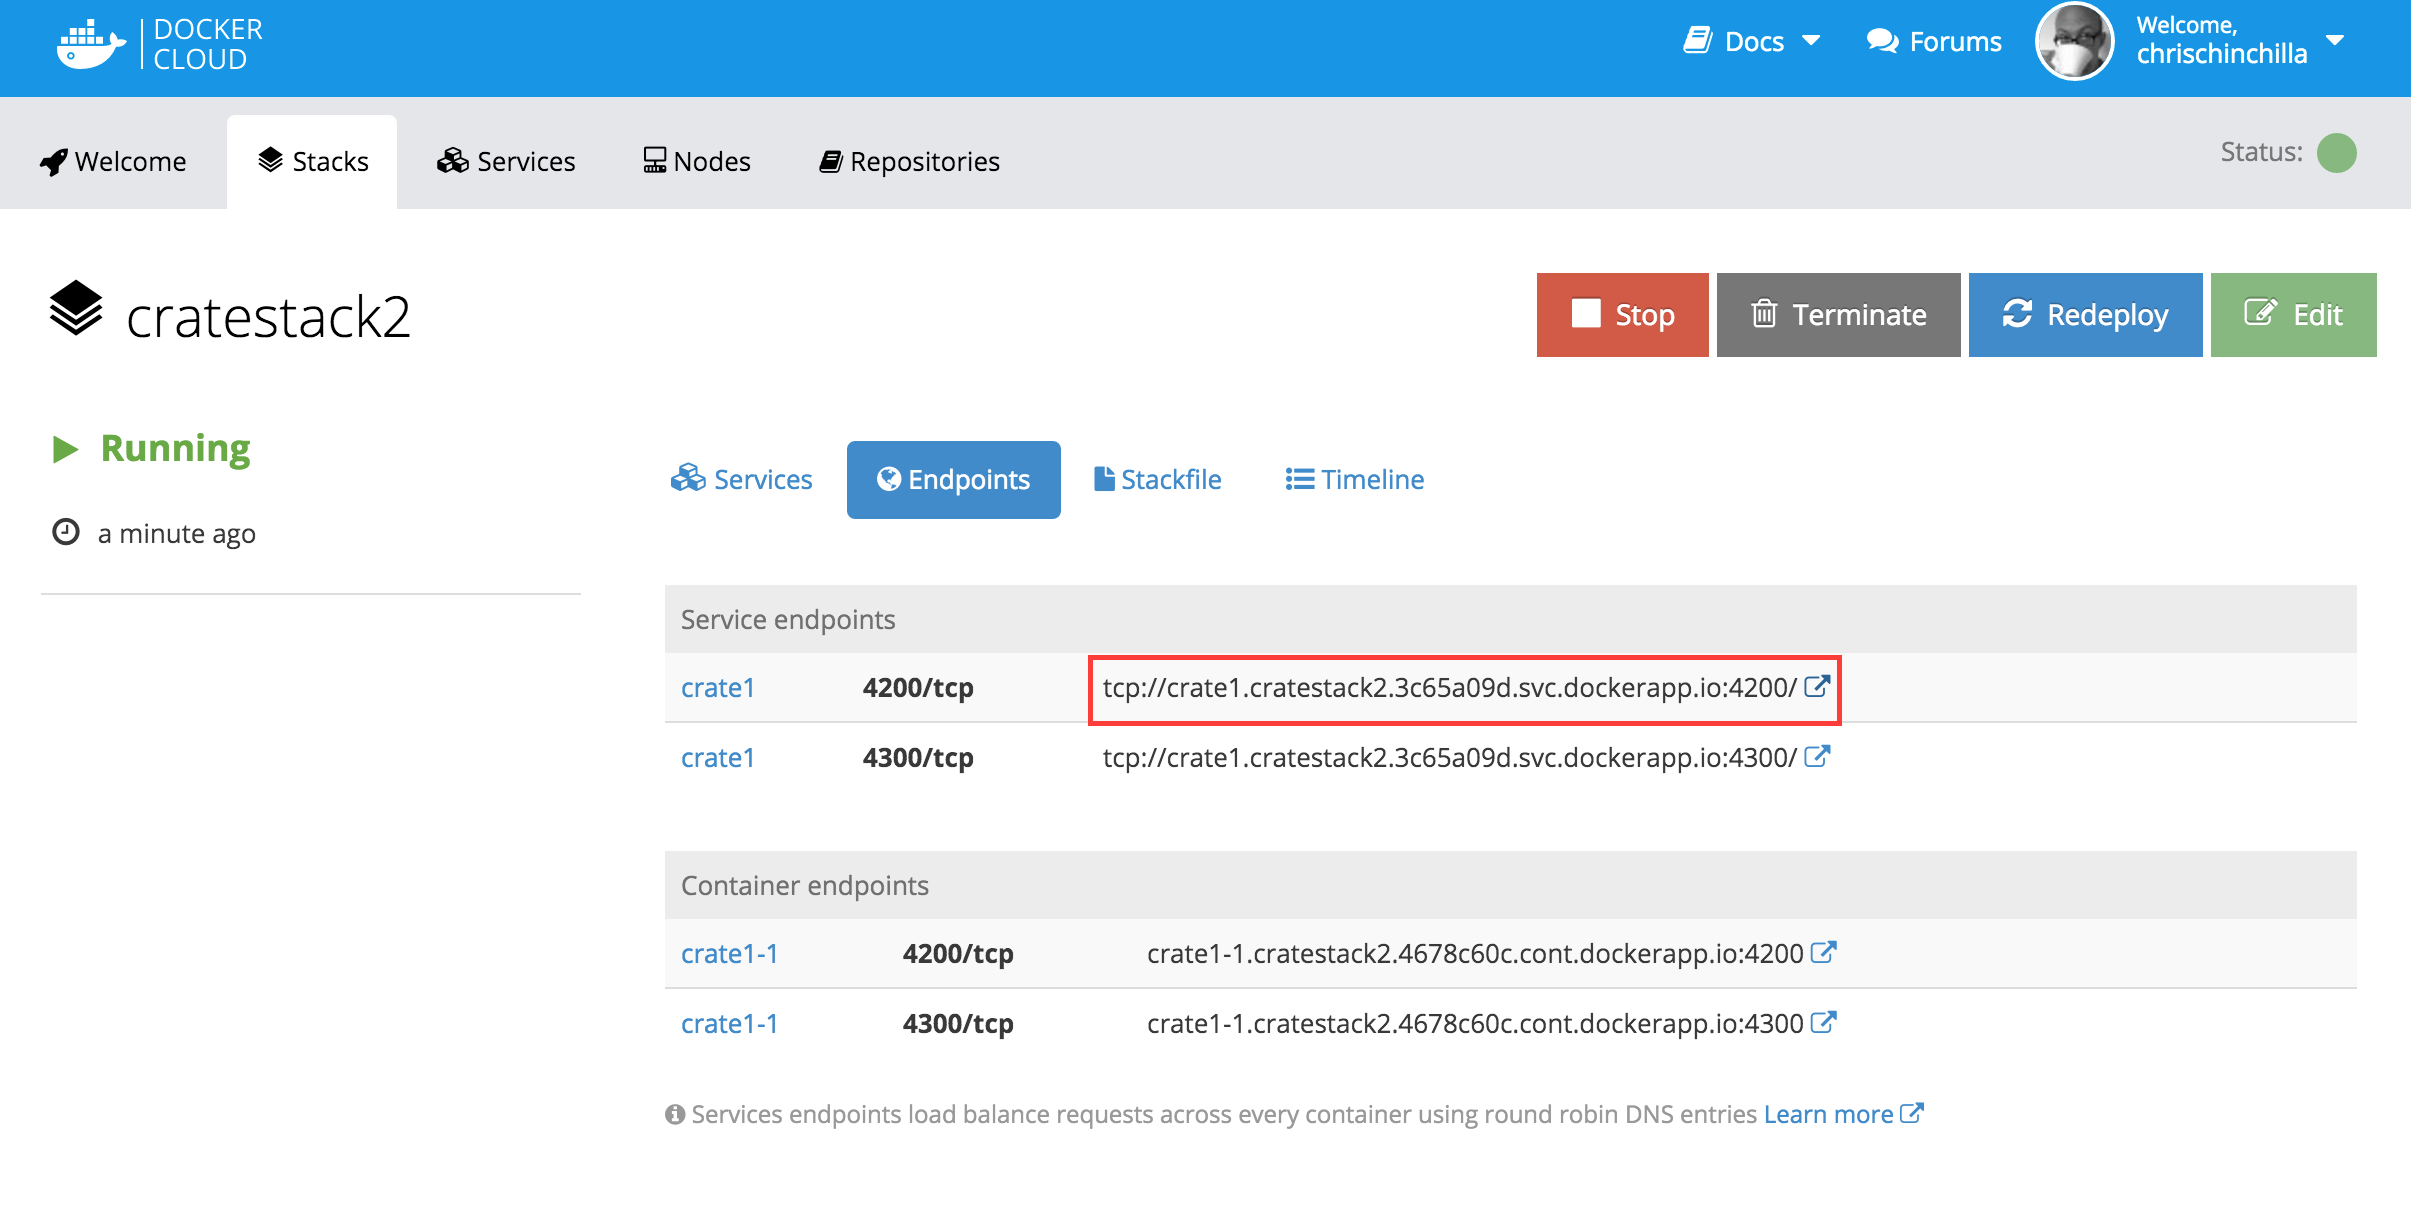 DOCKER
CLOUD
Docs
Forums
Welcome,
chrischinchilla
Welcome
Stacks
Services
Nodes
Repositories
Status:
cratestack2
Stop
Terminate
Redeploy
Edit
Running
a minute ago
Services
Endpoints
Stackfile
Timeline
Service endpoints
crate1 4200/tcp tcp://crate1.cratestack2.3c65a09d.svc.dockerapp.io:4200/
crate1 4300/tcp tcp://crate1.cratestack2.3c65a09d.svc.dockerapp.io:4300/
Container endpoints
crate1-1 4200/tcp crate1-1.cratestack2.4678c60c.cont.dockerapp.io:4200
crate1-1 4300/tcp crate1-1.cratestack2.4678c60c.cont.dockerapp.io:4300
Services endpoints load balance requests across every container using round robin DNS entries Learn more